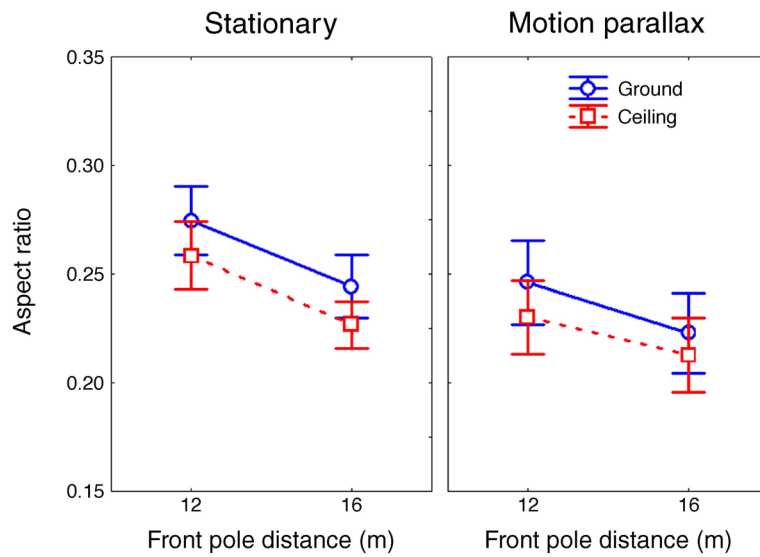 Stationary
Motion parallax
0.35
0.30
0.25
0.20
0.15
Aspect ratio
Ground
Ceiling
12
16
12
16
Front pole distance (m)
Front pole distance (m)